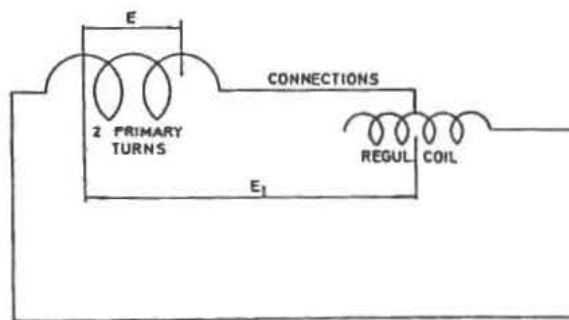 E
CONNECTIONS
2 PRIMARY
TURNS
REGUL. COIL
E1